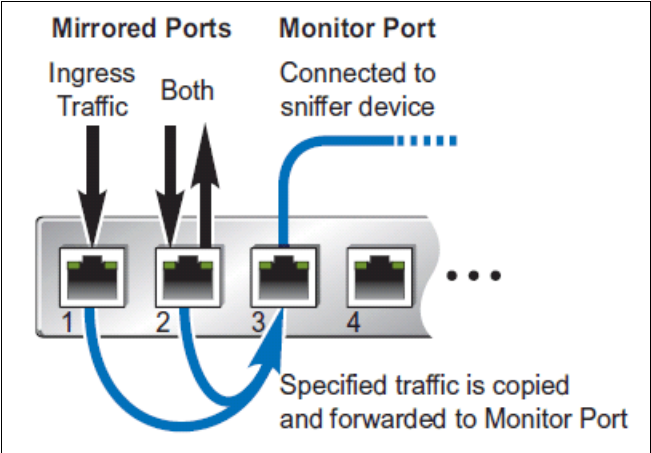 Mirrored Ports
Monitor Port
Ingress
Traffic
Both
Connected to
sniffer device
1
2
3
4
Specified traffic is copied
and forwarded to Monitor Port